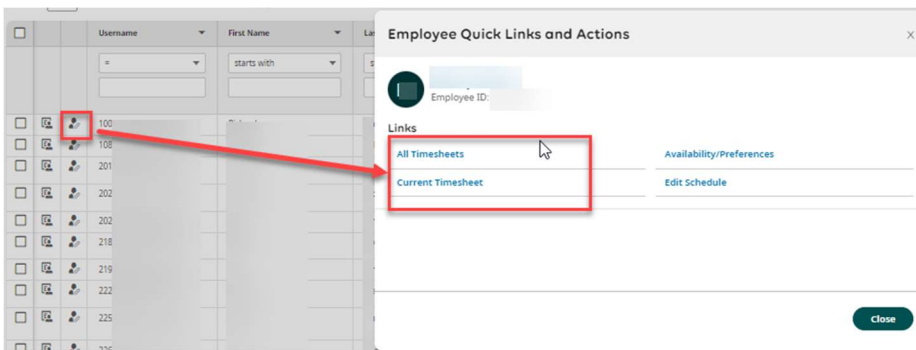 Username First Name
= starts with
Employee Quick Links and Actions X
Employee ID:
Links
All Timesheets Availability/Preferences
Current Timesheet Edit Schedule
100
108
201
202
202
218
219
222
225
Close